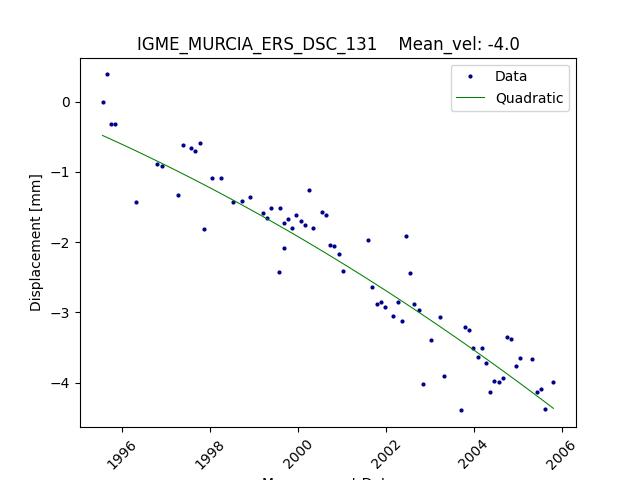 IGME_MURCIA_ERS_DSC_131    Mean_vel: -4.0
Data
Quadratic
0
−1
−2
−3
−4
Displacement [mm]
1996
1998
2000
2002
2004
2006